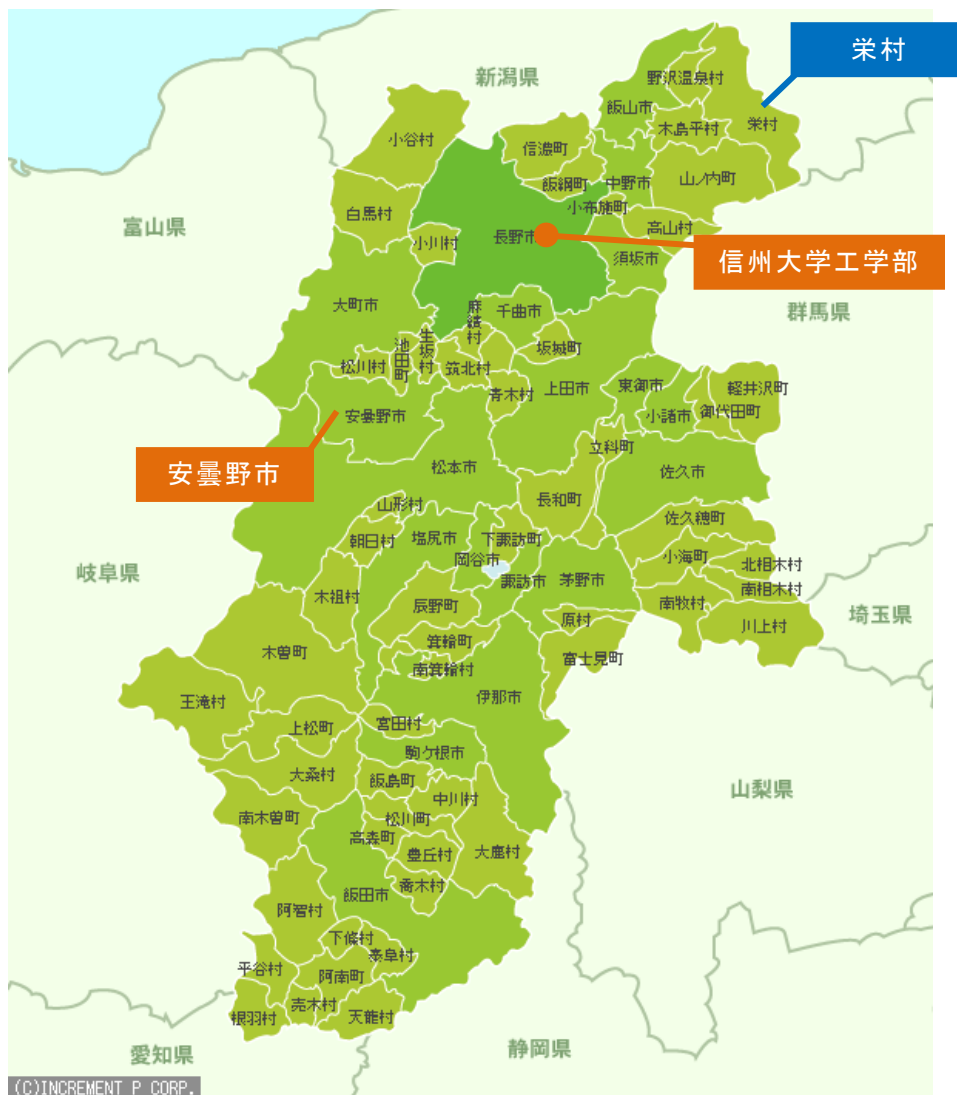 栄村
新潟県
野沢温泉村
飯山市
木島平村
栄村
小谷村
信濃町
飯綱町
中野市
山ノ内町
白馬村
小布施町
富山県
小川村
長野市
高山村
須坂市
信州大学工学部
大町市
麻績村
千曲市
群馬県
生坂村
池田町
坂城町
松川村
筑北村
青木村
上田市
東御市
軽井沢町
安曇野市
小諸市
御代田町
立科町
安曇野市
松本市
佐久市
山形村
長和町
佐久穂町
朝日村
塩尻市
下諏訪町
岡谷市
小海町
北相木村
岐阜県
諏訪市
茅野市
南相木村
木祖村
辰野町
原村
南牧村
川上村
埼玉県
箕輪町
木曽町
南箕輪村
富士見町
王滝村
伊那市
上松町
宮田村
駒ケ根市
大桑村
飯島町
中川村
山梨県
南木曽町
松川町
高森町
豊丘村
大鹿村
飯田市
喬木村
阿智村
下條村
泰阜村
平谷村
阿南町
売木村
根羽村
天龍村
愛知県
静岡県
(C)INCREMENT P CORP.